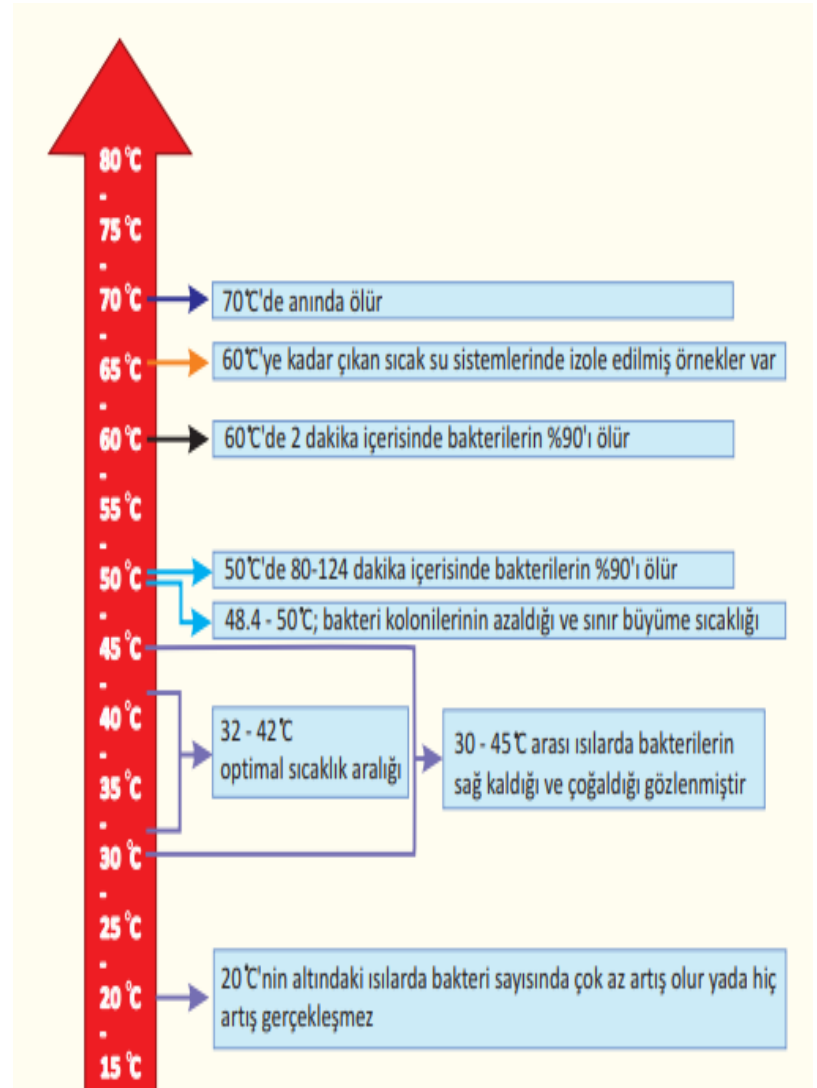 80 °C
-
75 °C
-
70 °C
70℃'de anında ölür
-
65 °C
60℃'ye kadar çıkan sıcak su sistemlerinde izole edilmiş örnekler var
-
60 °C
60℃'de 2 dakika içerisinde bakterilerin %90'ı ölür
-
55 °C
-
50 °C
50℃'de 80-124 dakika içerisinde bakterilerin %90'ı ölür
48.4 - 50℃; bakteri kolonilerinin azaldığı ve sınır büyüme sıcaklığı
-
45 °C
-
40 °C
32 - 42℃
optimal sıcaklık aralığı
30 - 45℃ arası ısılarda bakterilerin
sağ kaldığı ve çoğaldığı gözlenmiştir
-
35 °C
-
30 °C
-
25 °C
-
20 °C
20℃'nin altındaki ısılarda bakteri sayısında çok az artış olur yada hiç
artış gerçekleşmez
-
15 °C